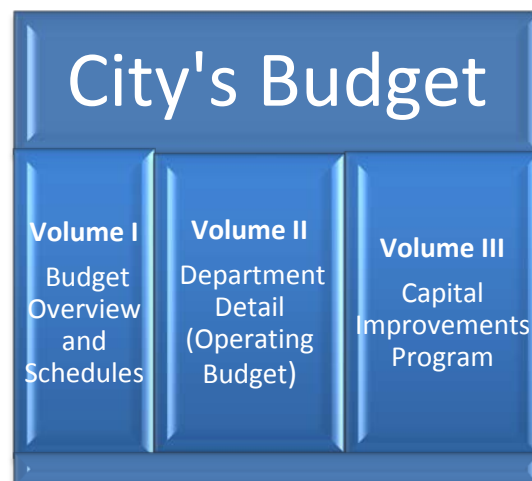 City's Budget
Volume I
Budget
Overview
and
Schedules
Volume II
Department
Detail
(Operating
Budget)
Volume III
Capital
Improvements
Program